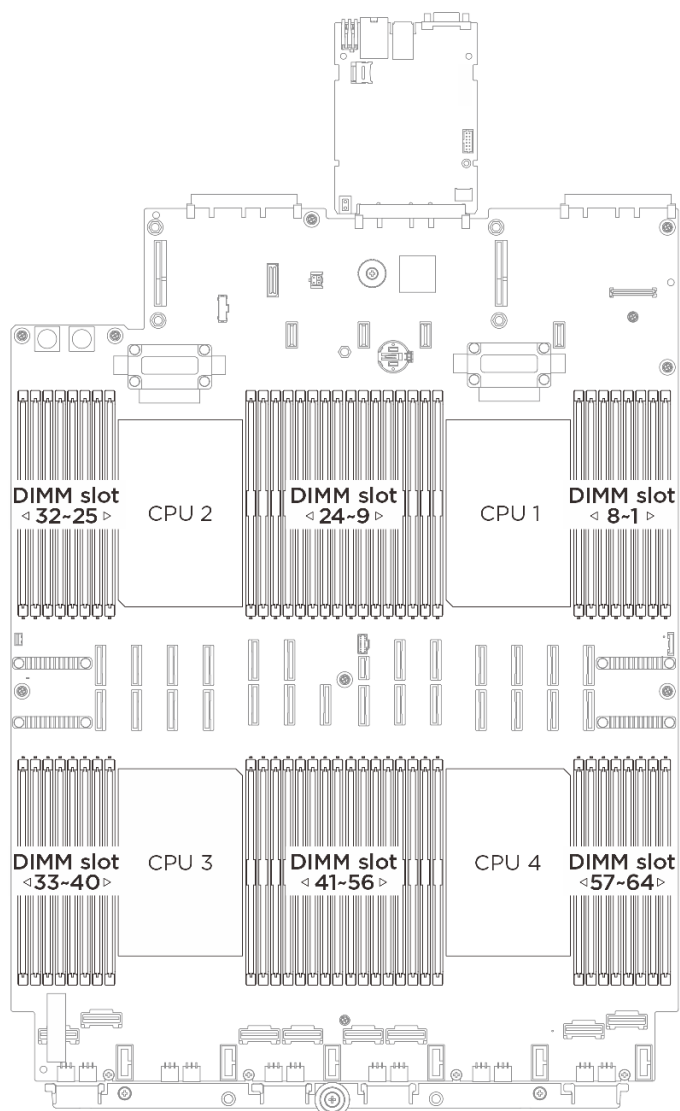 DIMM slot
◁ 32~25 ▷
CPU 2
DIMM slot
◁ 24~9 ▷
CPU 1
DIMM slot
◁ 8~1 ▷
DIMM slot
◁33~40▷
CPU 3
DIMM slot
◁41~56▷
CPU 4
DIMM slot
◁57~64▷